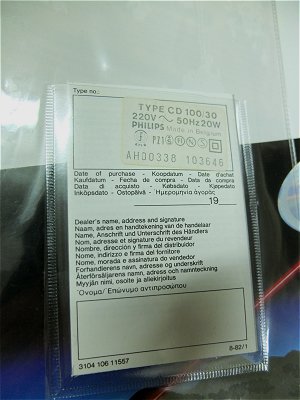 Type no.:
TYPE CD 100/30
220V ~ 50Hz 20W
PHILIPS Made in Belgium
AH00338 103646
Date of purchase - Koopdatum - Date d'achat
Kaufdatum - Fecha de compra - Data da compra
Data di acquisto - Købsdato - Kjøpedato
Inköpsdato - Ostopäivä - Ἡμερομηνία ἀγορᾶς
19
Dealer's name, address and signature
Naam, adres en handtekening van de handelaar
Name, Anschrift und Unterschrift des Händlers
Nom, adresse et signature du revendeur
Nombre, dirección y firma del distribuidor
Nome, indirizzo e firma del fornitore
Nome, morada e assinatura do vendedor
Forhandlerens navn, adresse og underskrift
Återförsäljarens namn, adress och namnteckning
Myyjän nimi, osoite ja allekirjoitus
Ὄνομα/ Ἐπώνυμο ἀντιπροσώπου
3104 106 11557
8-82/1